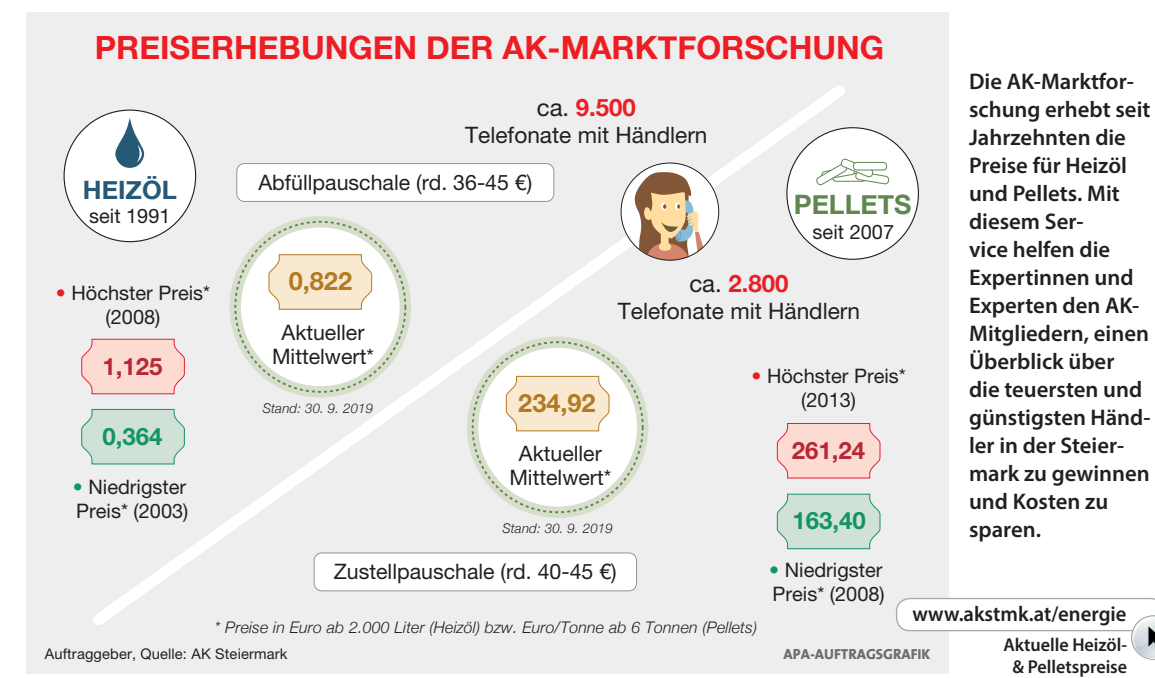 PREISERHEBUNGEN DER AK-MARKTFORSCHUNG
HEIZÖL
seit 1991
ca. 9.500
Telefonate mit Händlern
Abfüllpauschale (rd. 36-45 €)
0,822
Aktueller
Mittelwert*
Stand: 30. 9. 2019
• Höchster Preis*
(2008)
1,125
0,364
• Niedrigster
Preis* (2003)
PELLETS
seit 2007
ca. 2.800
Telefonate mit Händlern
234,92
Aktueller
Mittelwert*
Stand: 30. 9. 2019
• Höchster Preis*
(2013)
261,24
163,40
• Niedrigster
Preis* (2008)
Zustellpauschale (rd. 40-45 €)
* Preise in Euro ab 2.000 Liter (Heizöl) bzw. Euro/Tonne ab 6 Tonnen (Pellets)
Auftraggeber, Quelle: AK Steiermark
APA-AUFTRAGSGRAFIK
Die AK-Marktfor-
schung erhebt seit
Jahrzehnten die
Preise für Heizöl
und Pellets. Mit
diesem Ser-
vice helfen die
Expertinnen und
Experten den AK-
Mitgliedern, einen
Überblick über
die teuersten und
günstigsten Händ-
ler in der Steier-
mark zu gewinnen
und Kosten zu
sparen.
www.akstmk.at/energie
Aktuelle Heizöl-
& Pelletspreise